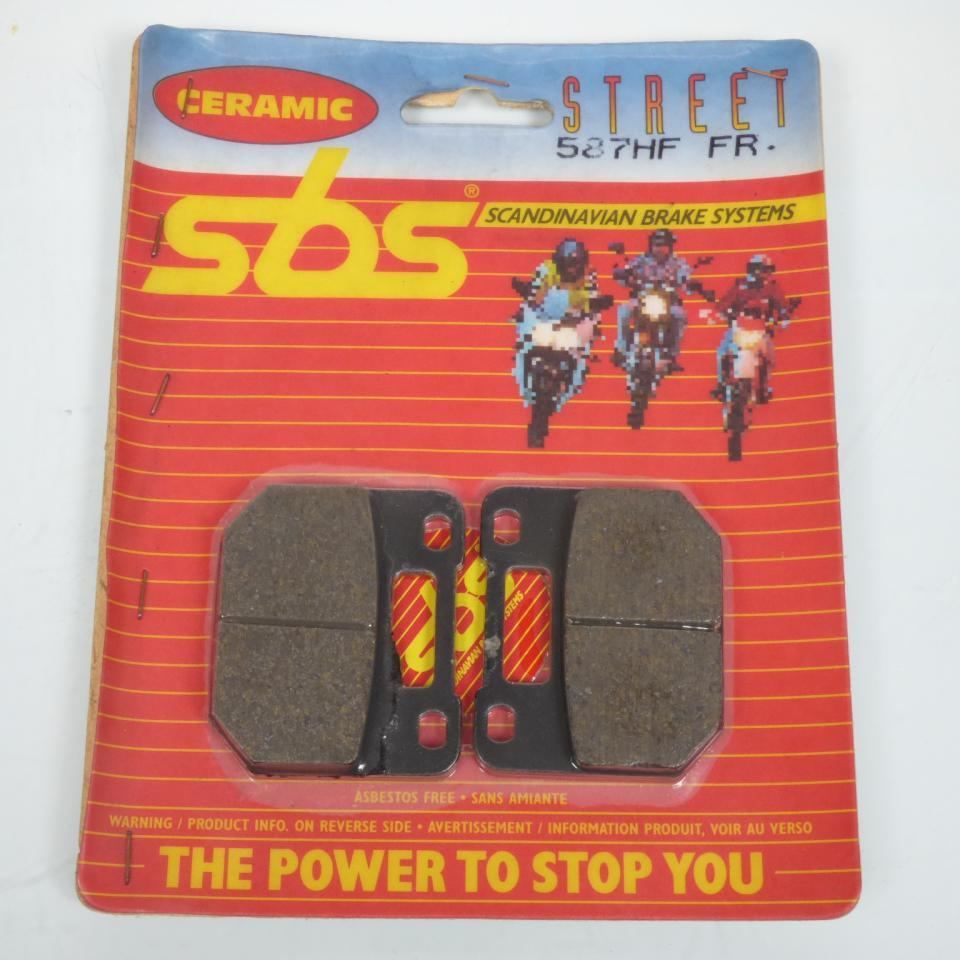 CERAMIC
STREET
587HF FR.
sbs®
SCANDINAVIAN BRAKE SYSTEMS
ASBESTOS FREE • SANS AMIANTE
WARNING / PRODUCT INFO. ON REVERSE SIDE • AVERTISSEMENT / INFORMATION PRODUIT, VOIR AU VERSO
THE POWER TO STOP YOU